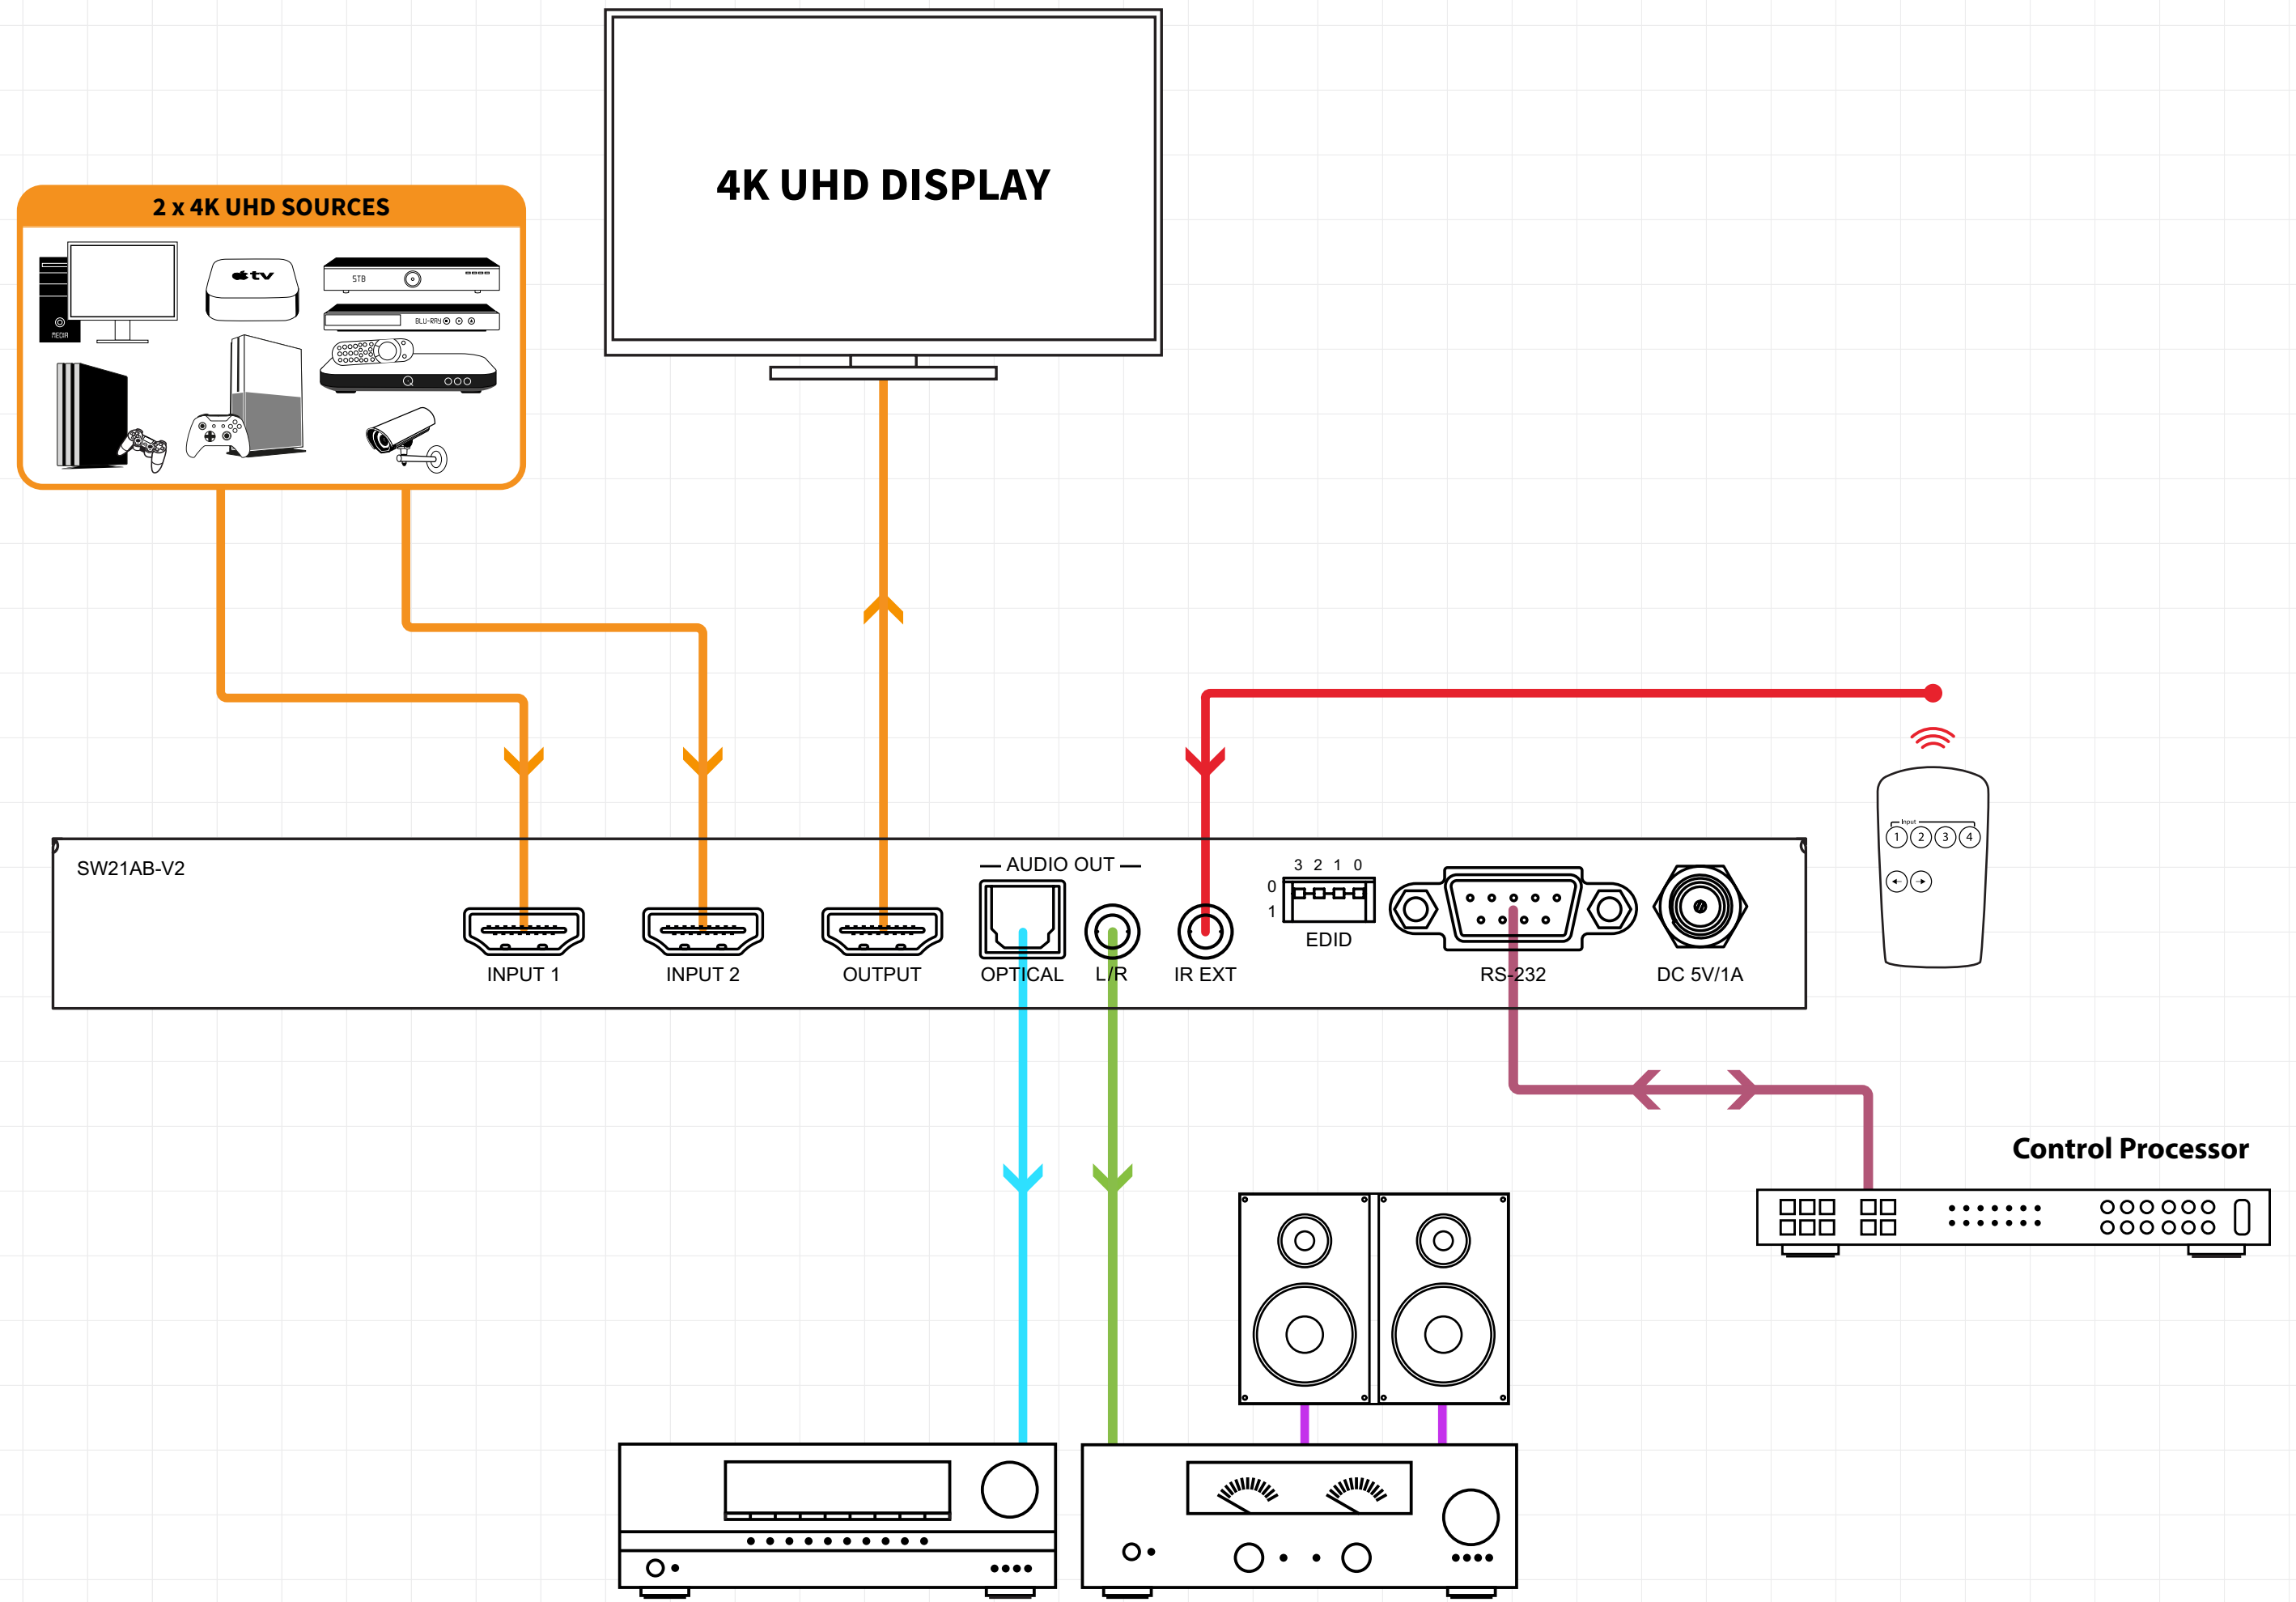 4K UHD DISPLAY
2 x 4K UHD SOURCES
tv
STB
BLU-RAY
MEDIA
Q
Input
1 2 3 4
SW21AB-V2
AUDIO OUT
3 2 1 0
0
1
EDID
INPUT 1
INPUT 2
OUTPUT
OPTICAL
L/R
IR EXT
RS-232
DC 5V/1A
Control Processor